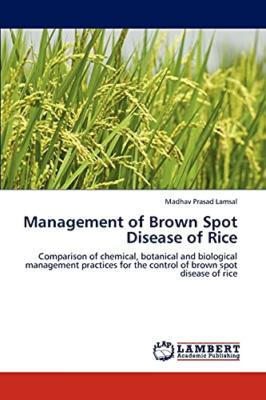 Madhav Prasad Lamsal
Management of Brown Spot
Disease of Rice
Comparison of chemical, botanical and biological
management practices for the control of brown spot
disease of rice
LAP
LAMBERT
Academic Publishing